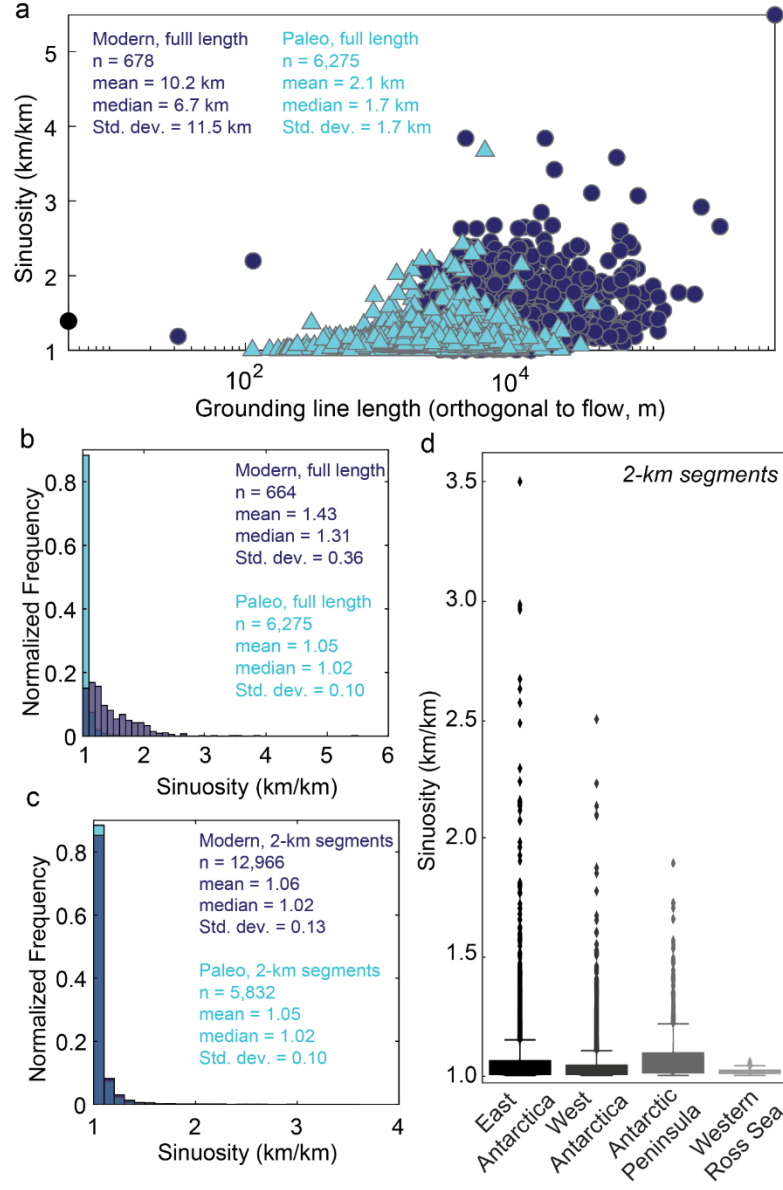 a
Modern, fulll length
n = 678
mean = 10.2 km
median = 6.7 km
Std. dev. = 11.5 km
Paleo, full length
n = 6,275
mean = 2.1 km
median = 1.7 km
Std. dev. = 1.7 km
5
4
3
2
1
Sinuosity (km/km)
10²
10⁴
Grounding line length (orthogonal to flow, m)
b
Modern, full length
n = 664
mean = 1.43
median = 1.31
Std. dev. = 0.36
Paleo, full length
n = 6,275
mean = 1.05
median = 1.02
Std. dev. = 0.10
0.8
0.6
0.4
0.2
0
Normalized Frequency
1 2 3 4 5 6
Sinuosity (km/km)
c
Modern, 2-km segments
n = 12,966
mean = 1.06
median = 1.02
Std. dev. = 0.13
Paleo, 2-km segments
n = 5,832
mean = 1.05
median = 1.02
Std. dev. = 0.10
0.8
0.6
0.4
0.2
0
Normalized Frequency
1 2 3 4
Sinuosity (km/km)
d
2-km segments
3.5
3.0
2.5
2.0
1.5
1.0
Sinuosity (km/km)
East
Antarctica
West
Antarctica
Antarctic
Peninsula
Western
Ross Sea